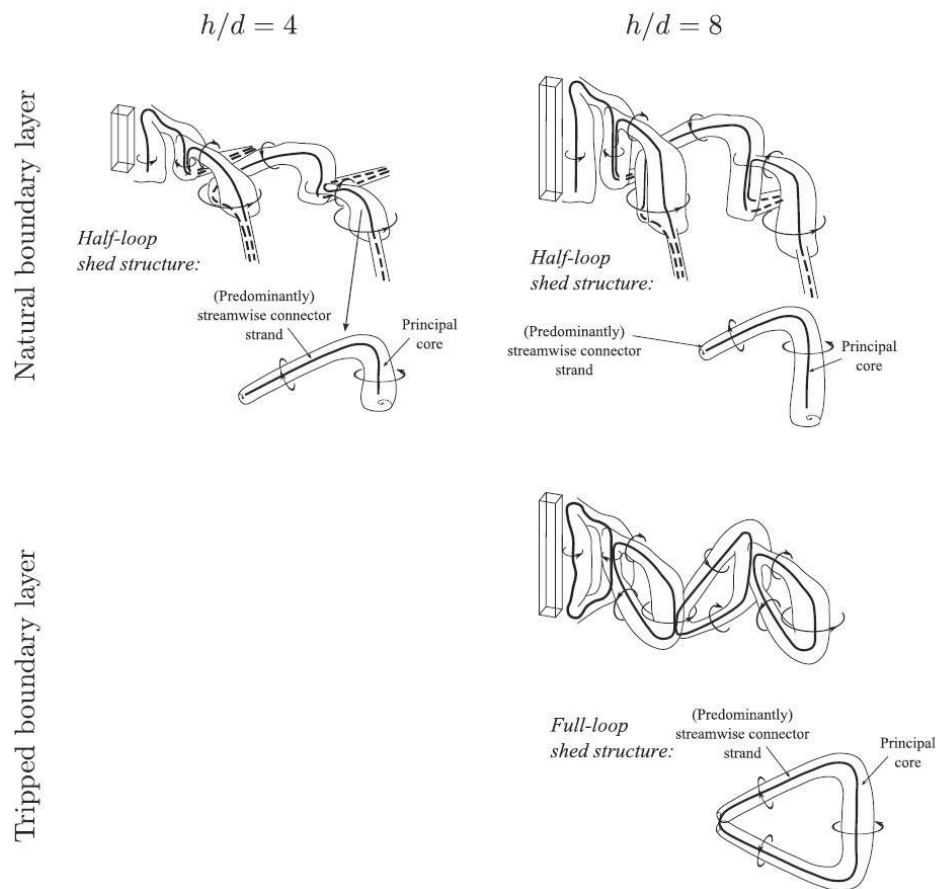 h/d = 4
h/d = 8
Natural boundary layer
Half-loop
shed structure:
(Predominantly)
streamwise connector
strand
Principal
core
Half-loop
shed structure:
(Predominantly)
streamwise connector
strand
Principal
core
Tripped boundary layer
Full-loop
shed structure:
(Predominantly)
streamwise connector
strand
Principal
core